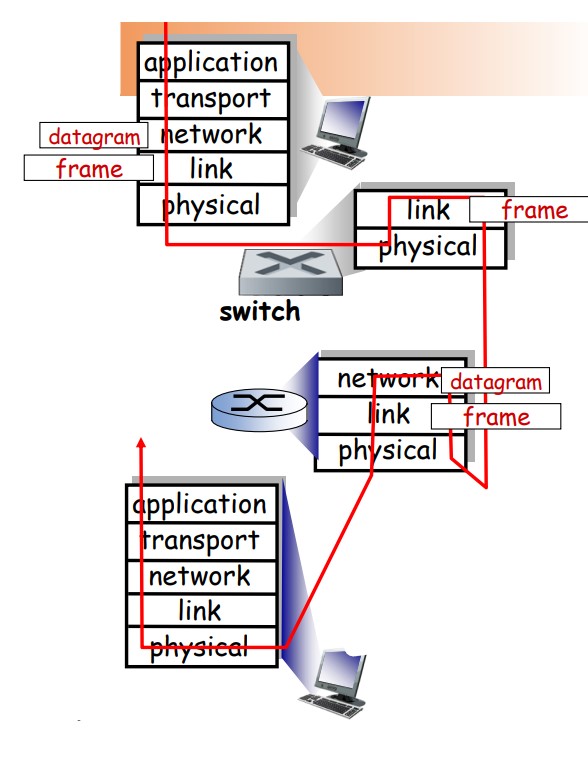 application
transport
datagram network
frame link
physical
link frame
physical
switch
network datagram
link frame
physical
application
transport
network
link
physical